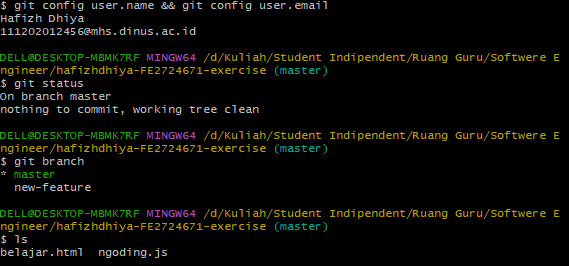 $ git config user.name && git config user.email
Hafizh Dhiya
111202012456@mhs.dinus.ac.id
DELL@DESKTOP-MBMK7RF MINGW64 /d/Kuliah/Student Indipendent/Ruang Guru/Softwere E
ngineer/hafizhdhiya-FE2724671-exercise (master)
$ git status
On branch master
nothing to commit, working tree clean
DELL@DESKTOP-MBMK7RF MINGW64 /d/Kuliah/Student Indipendent/Ruang Guru/Softwere E
ngineer/hafizhdhiya-FE2724671-exercise (master)
$ git branch
* master
  new-feature
DELL@DESKTOP-MBMK7RF MINGW64 /d/Kuliah/Student Indipendent/Ruang Guru/Softwere E
ngineer/hafizhdhiya-FE2724671-exercise (master)
$ ls
belajar.html  ngoding.js